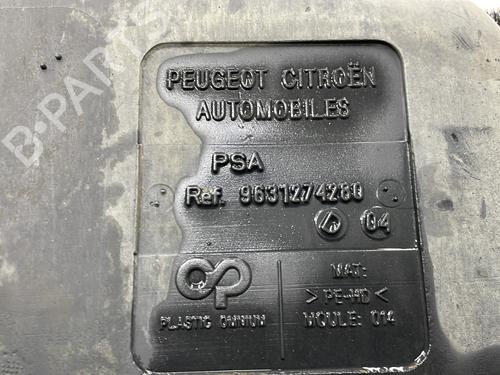 PEUGEOT CITROËN
AUTOMOBILES
PSA
Ref. 9631274280
04
PLASTIC OMNIUM
MAT:
> PE-HD <
MOULE: 014
B-PARTS